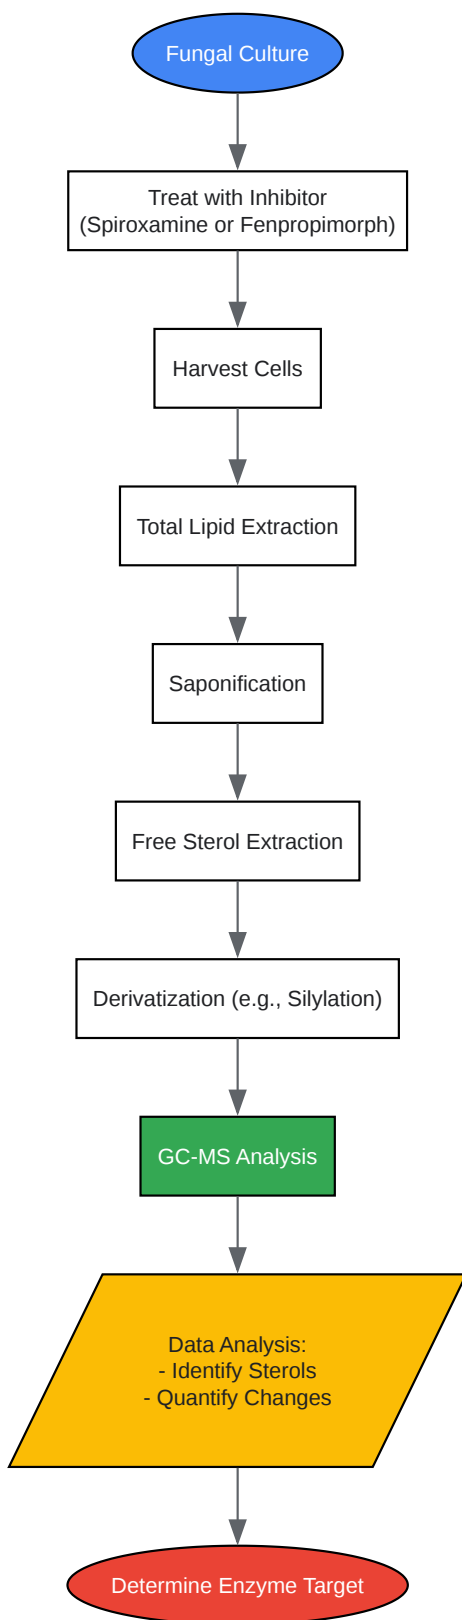 Fungal Culture
Treat with Inhibitor
(Spiroxamine or Fenpropimorph)
Harvest Cells
Total Lipid Extraction
Saponification
Free Sterol Extraction
Derivatization (e.g., Silylation)
GC-MS Analysis
Data Analysis:
- Identify Sterols
- Quantify Changes
Determine Enzyme Target